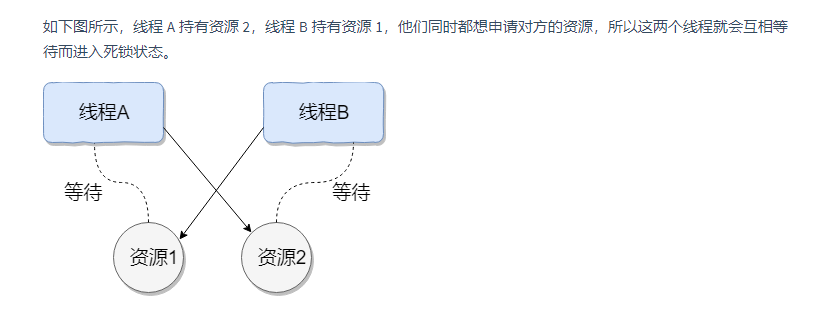 如下图所示，线程 A 持有资源 2，线程 B 持有资源 1，他们同时都想申请对方的资源，所以这两个线程就会互相等
待而进入死锁状态。
线程A
线程B
等待
等待
资源1
资源2